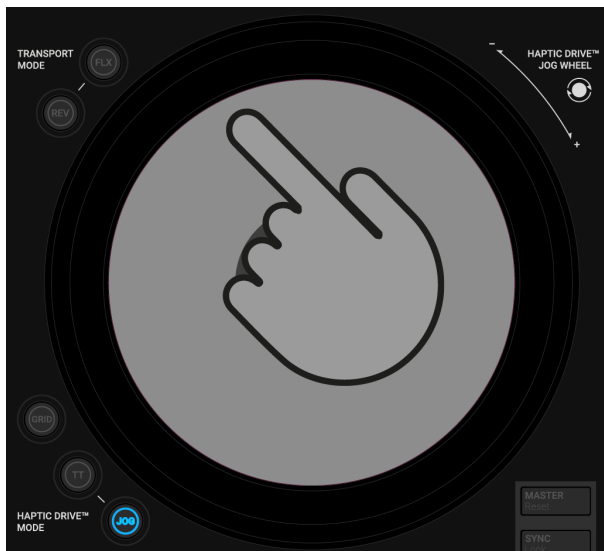 TRANSPORT
MODE
FLX
REV
−
HAPTIC DRIVE™
JOG WHEEL
+
GRID
TT
HAPTIC DRIVE™
MODE
JOG
MASTER
Reset
SYNC